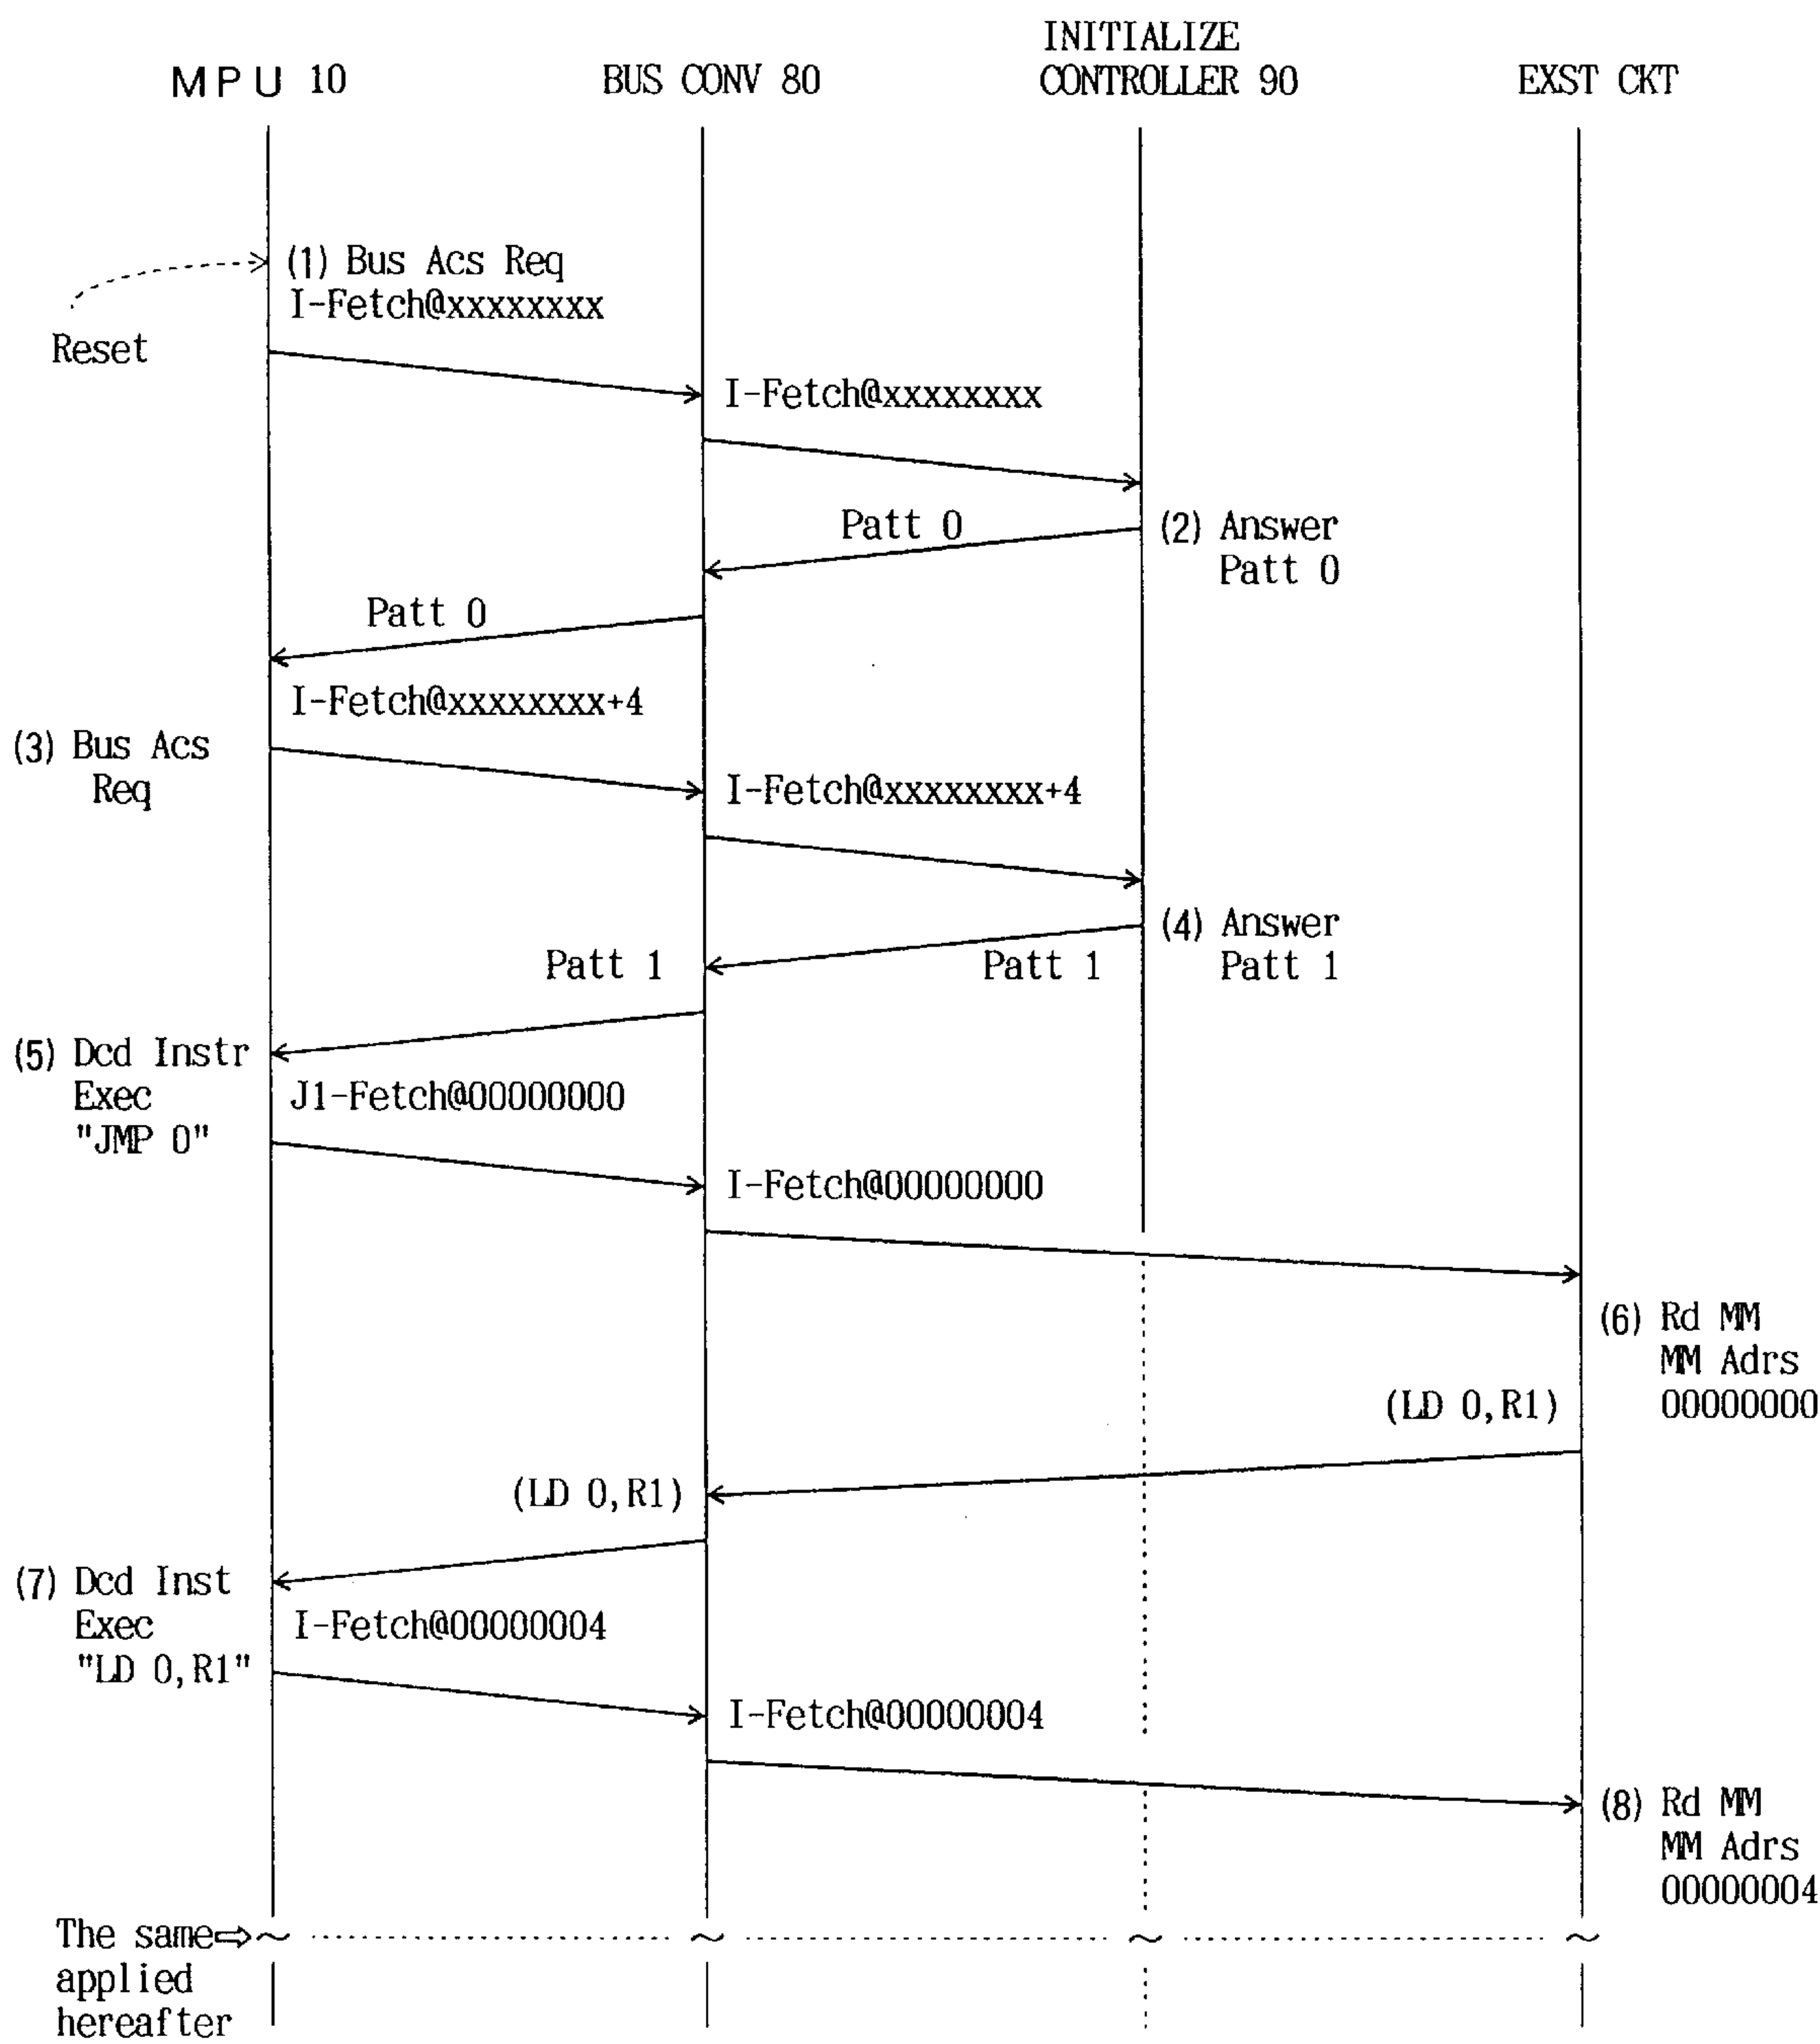 INITIALIZE
MPU 10 BUS CONV 80 CONTROLLER 90 EXST CKT
(1) Bus Acs Req
I-Fetch@xxxxxxxx
Reset
I-Fetch@xxxxxxxx
Patt 0
(2) Answer
Patt 0
Patt 0
I-Fetch@xxxxxxxx+4
(3) Bus Acs
Req
I-Fetch@xxxxxxxx+4
(4) Answer
Patt 1 Patt 1 Patt 1
(5) Dcd Instr
Exec
"JMP 0"
J1-Fetch@00000000
I-Fetch@00000000
(6) Rd MM
MM Adrs
00000000
(LD 0,R1)
(LD 0,R1)
(7) Dcd Inst
Exec
"LD 0,R1"
I-Fetch@00000004
I-Fetch@00000004
(8) Rd MM
MM Adrs
00000004
The same
applied
hereafter